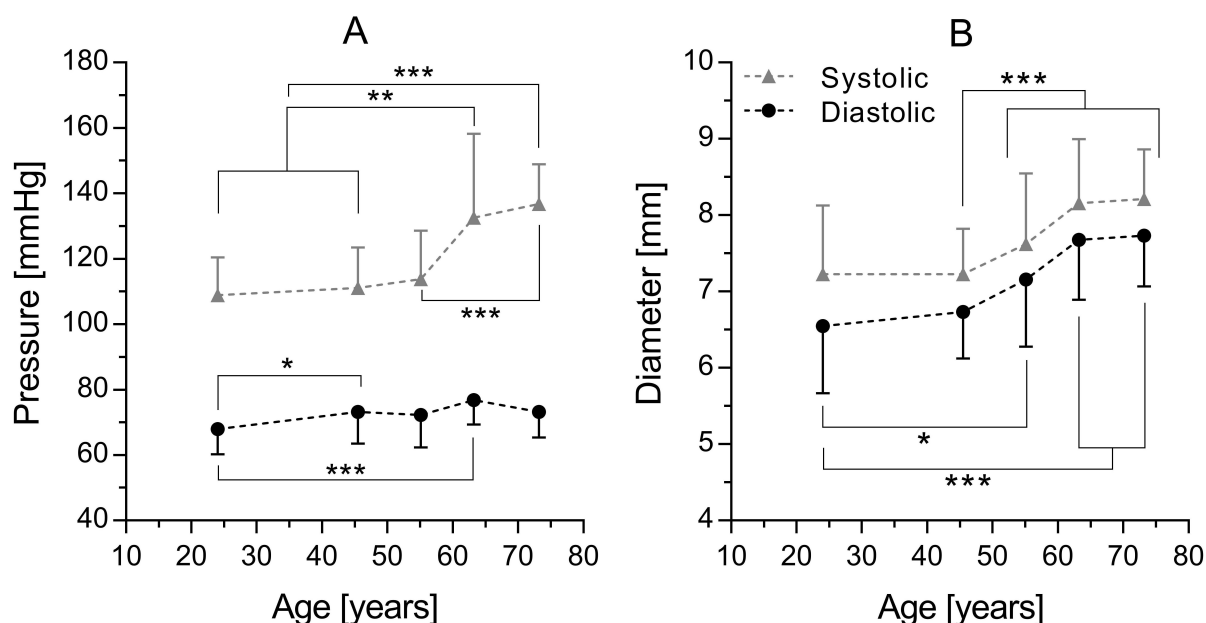 A
Pressure [mmHg]
180
160
140
120
100
80
60
40
***
**
***
*
***
10 20 30 40 50 60 70 80
Age [years]
B
Diameter [mm]
10
9
8
7
6
5
4
Systolic
Diastolic
***
*
***
10 20 30 40 50 60 70 80
Age [years]